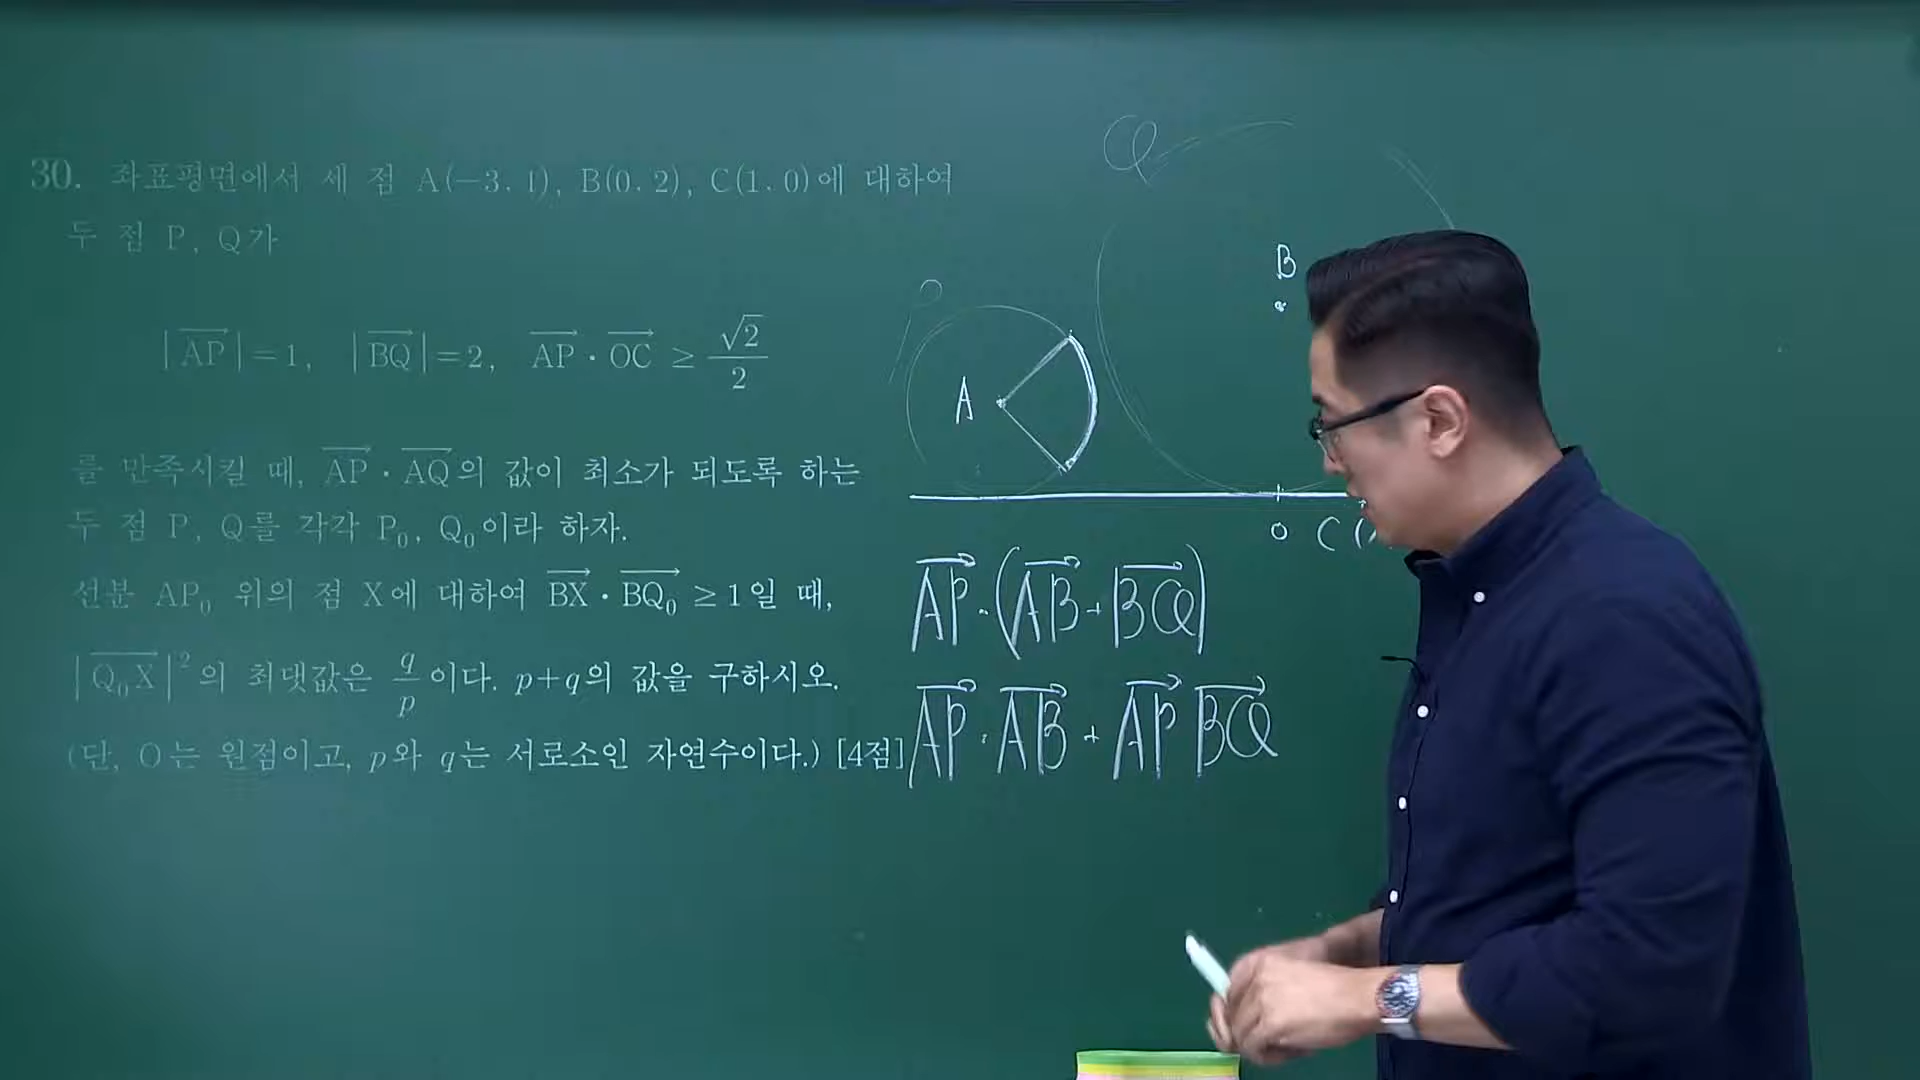 30. 좌표평면에서 세 점 A(−3, 1), B(0, 2), C(1, 0)에 대하여
두 점 P, Q가
|AP→|=1, |BQ→|=2, AP→ · OC→ ≥ √2/2
를 만족시킬 때, AP→ · AQ→의 값이 최소가 되도록 하는
두 점 P, Q를 각각 P₀, Q₀이라 하자.
선분 AP₀ 위의 점 X에 대하여 BX→ · BQ₀→ ≥1일 때,
|Q₀X→|²의 최댓값은 q/p이다. p+q의 값을 구하시오.
(단, O는 원점이고, p와 q는 서로소인 자연수이다.) [4점]
Q
B
P
A
O C (
AP→ · (AB→ + BQ→)
AP→ · AB→ + AP→ BQ→